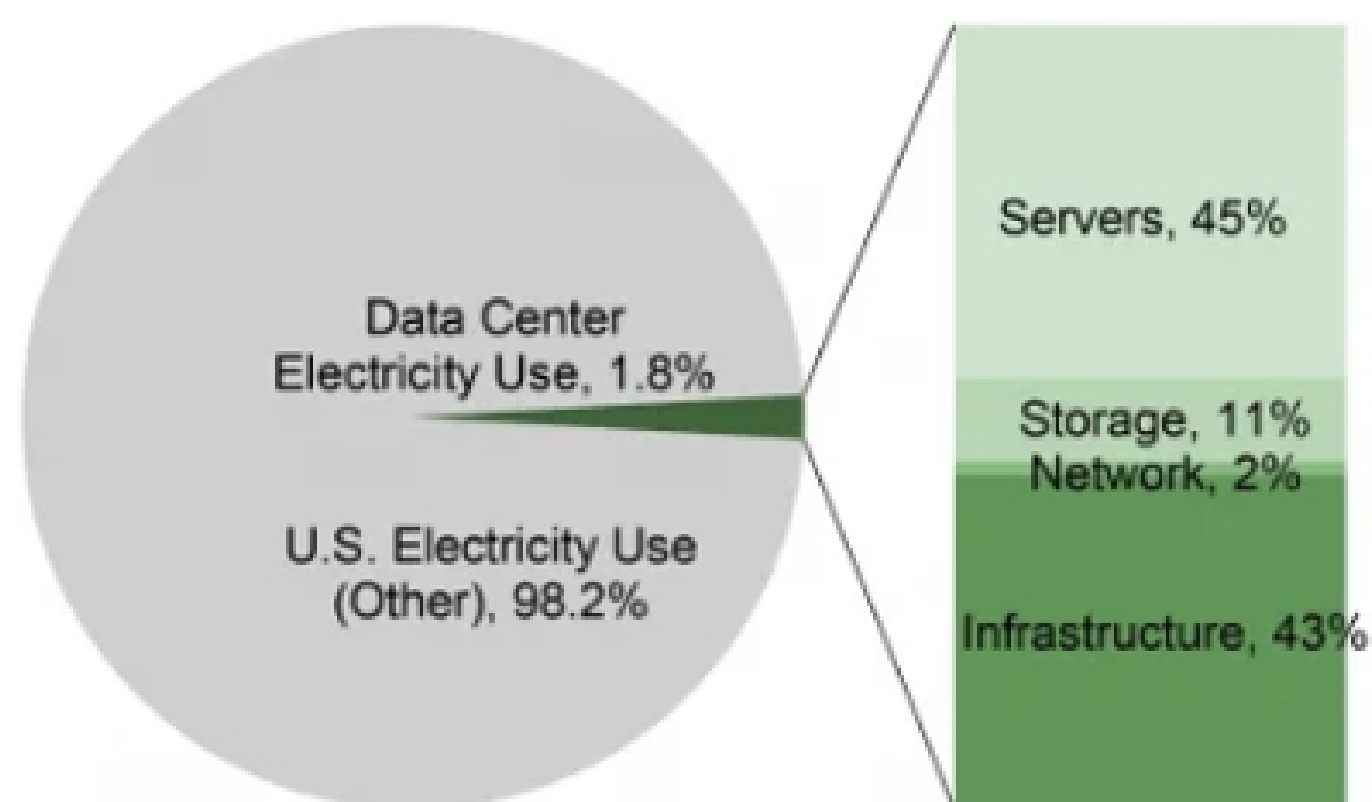 Data Center
Electricity Use, 1.8%
U.S. Electricity Use
(Other), 98.2%
Servers, 45%
Storage, 11%
Network, 2%
Infrastructure, 43%